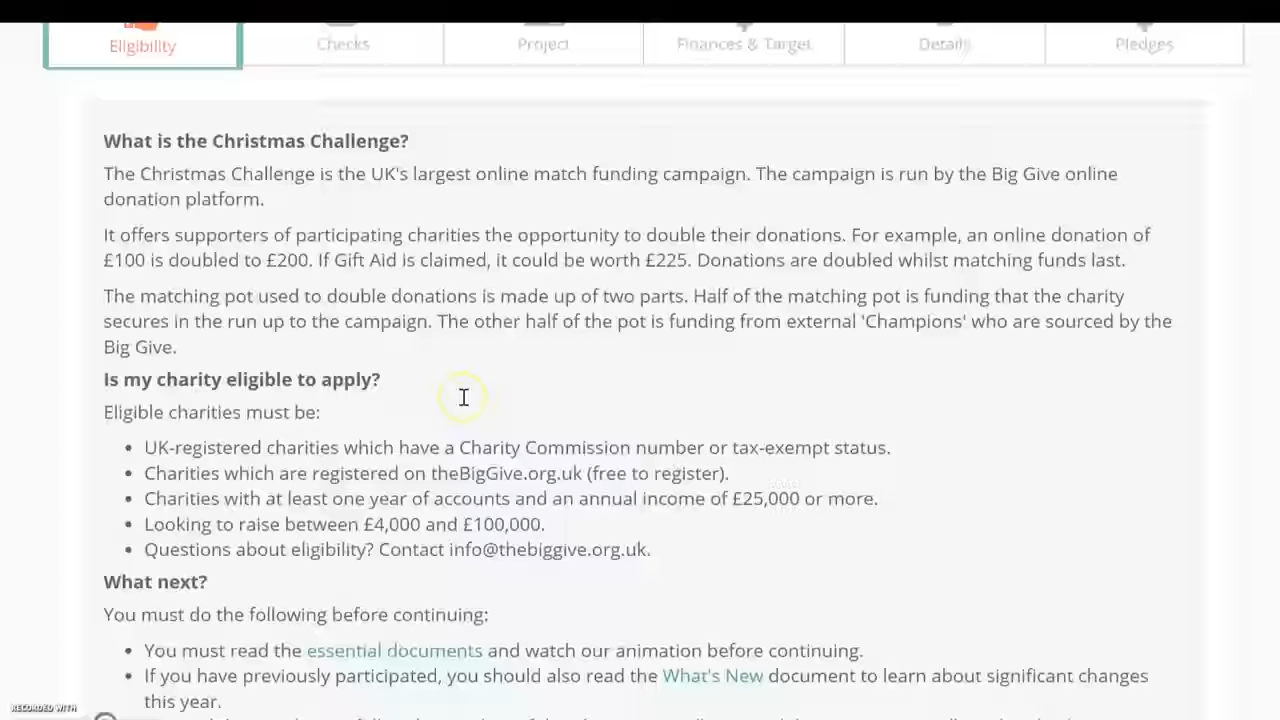 Eligibility
Checks
Project
Finances & Target
Details
Pledges
What is the Christmas Challenge?
The Christmas Challenge is the UK's largest online match funding campaign. The campaign is run by the Big Give online
donation platform.
It offers supporters of participating charities the opportunity to double their donations. For example, an online donation of
£100 is doubled to £200. If Gift Aid is claimed, it could be worth £225. Donations are doubled whilst matching funds last.
The matching pot used to double donations is made up of two parts. Half of the matching pot is funding that the charity
secures in the run up to the campaign. The other half of the pot is funding from external 'Champions' who are sourced by the
Big Give.
Is my charity eligible to apply?
Eligible charities must be:
• UK-registered charities which have a Charity Commission number or tax-exempt status.
• Charities which are registered on theBigGive.org.uk (free to register).
• Charities with at least one year of accounts and an annual income of £25,000 or more.
• Looking to raise between £4,000 and £100,000.
• Questions about eligibility? Contact info@thebiggive.org.uk.
What next?
You must do the following before continuing:
• You must read the essential documents and watch our animation before continuing.
• If you have previously participated, you should also read the What's New document to learn about significant changes
this year.
RECORDED WITH